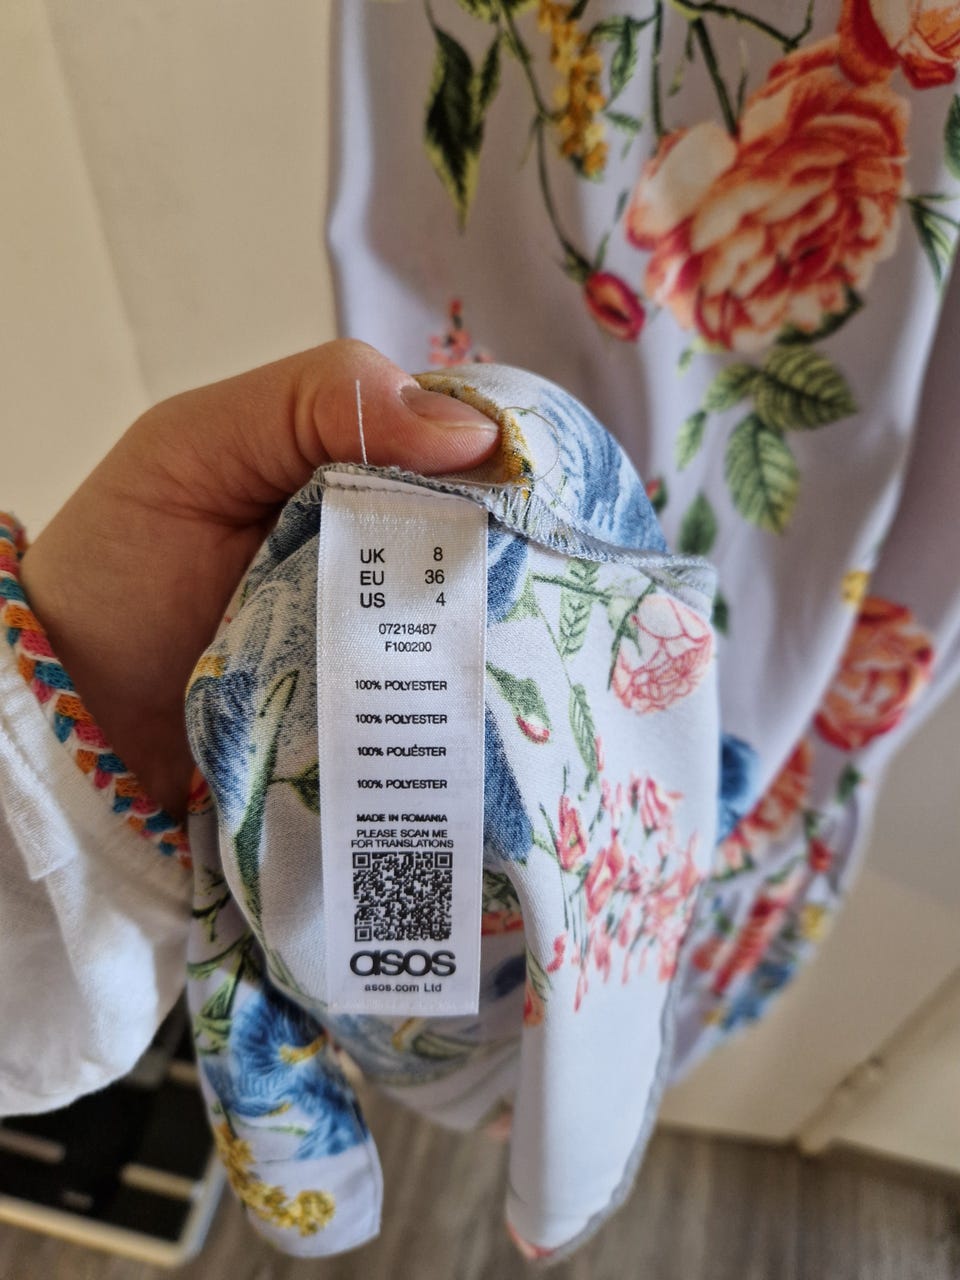 UK 8
EU 36
US 4
07218487
F100200
100% POLYESTER
100% POLYESTER
100% POLIÉSTER
100% POLYESTER
MADE IN ROMANIA
PLEASE SCAN ME
FOR TRANSLATIONS
asos
asos.com Ltd